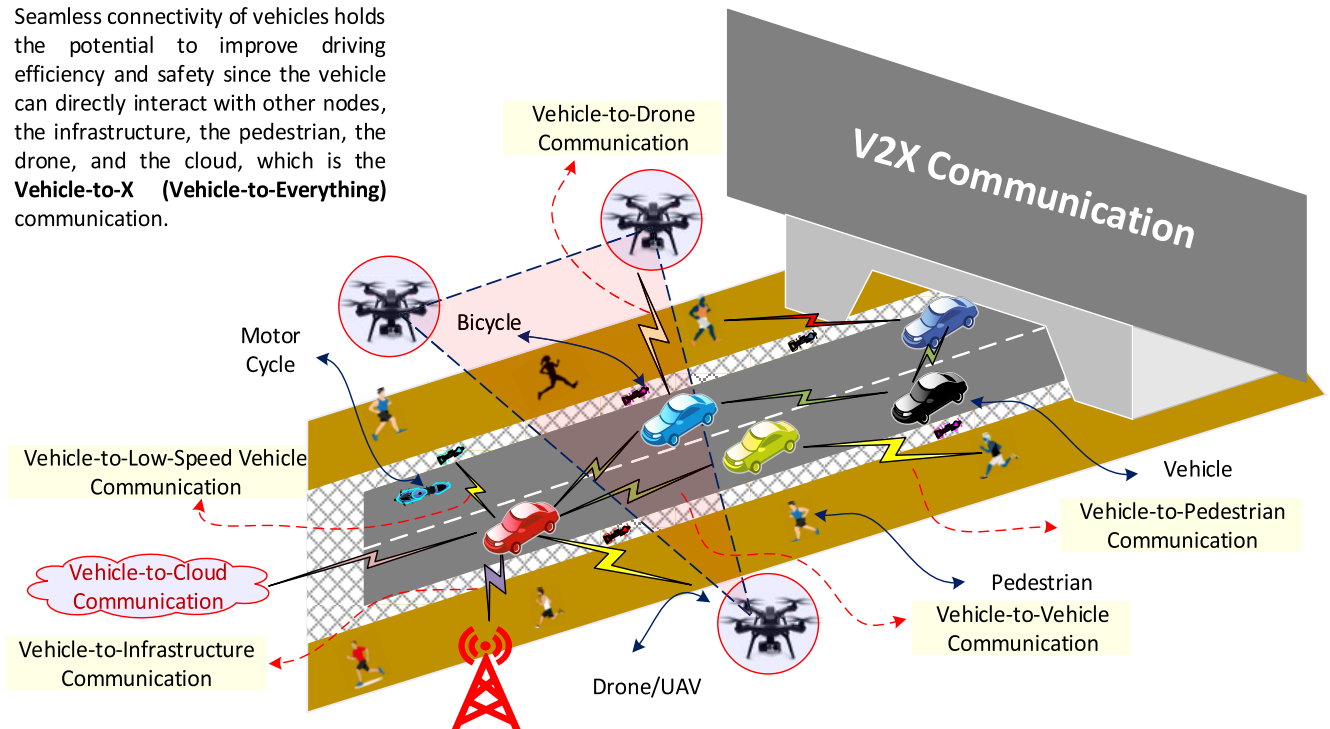 Seamless connectivity of vehicles holds
the potential to improve driving
efficiency and safety since the vehicle
can directly interact with other nodes,
the infrastructure, the pedestrian, the
drone, and the cloud, which is the
Vehicle-to-X (Vehicle-to-Everything)
communication.
Vehicle-to-Drone
Communication
V2X Communication
Motor
Cycle
Bicycle
Vehicle-to-Low-Speed Vehicle
Communication
Vehicle
Vehicle-to-Pedestrian
Communication
Vehicle-to-Cloud
Communication
Pedestrian
Vehicle-to-Vehicle
Communication
Vehicle-to-Infrastructure
Communication
Drone/UAV